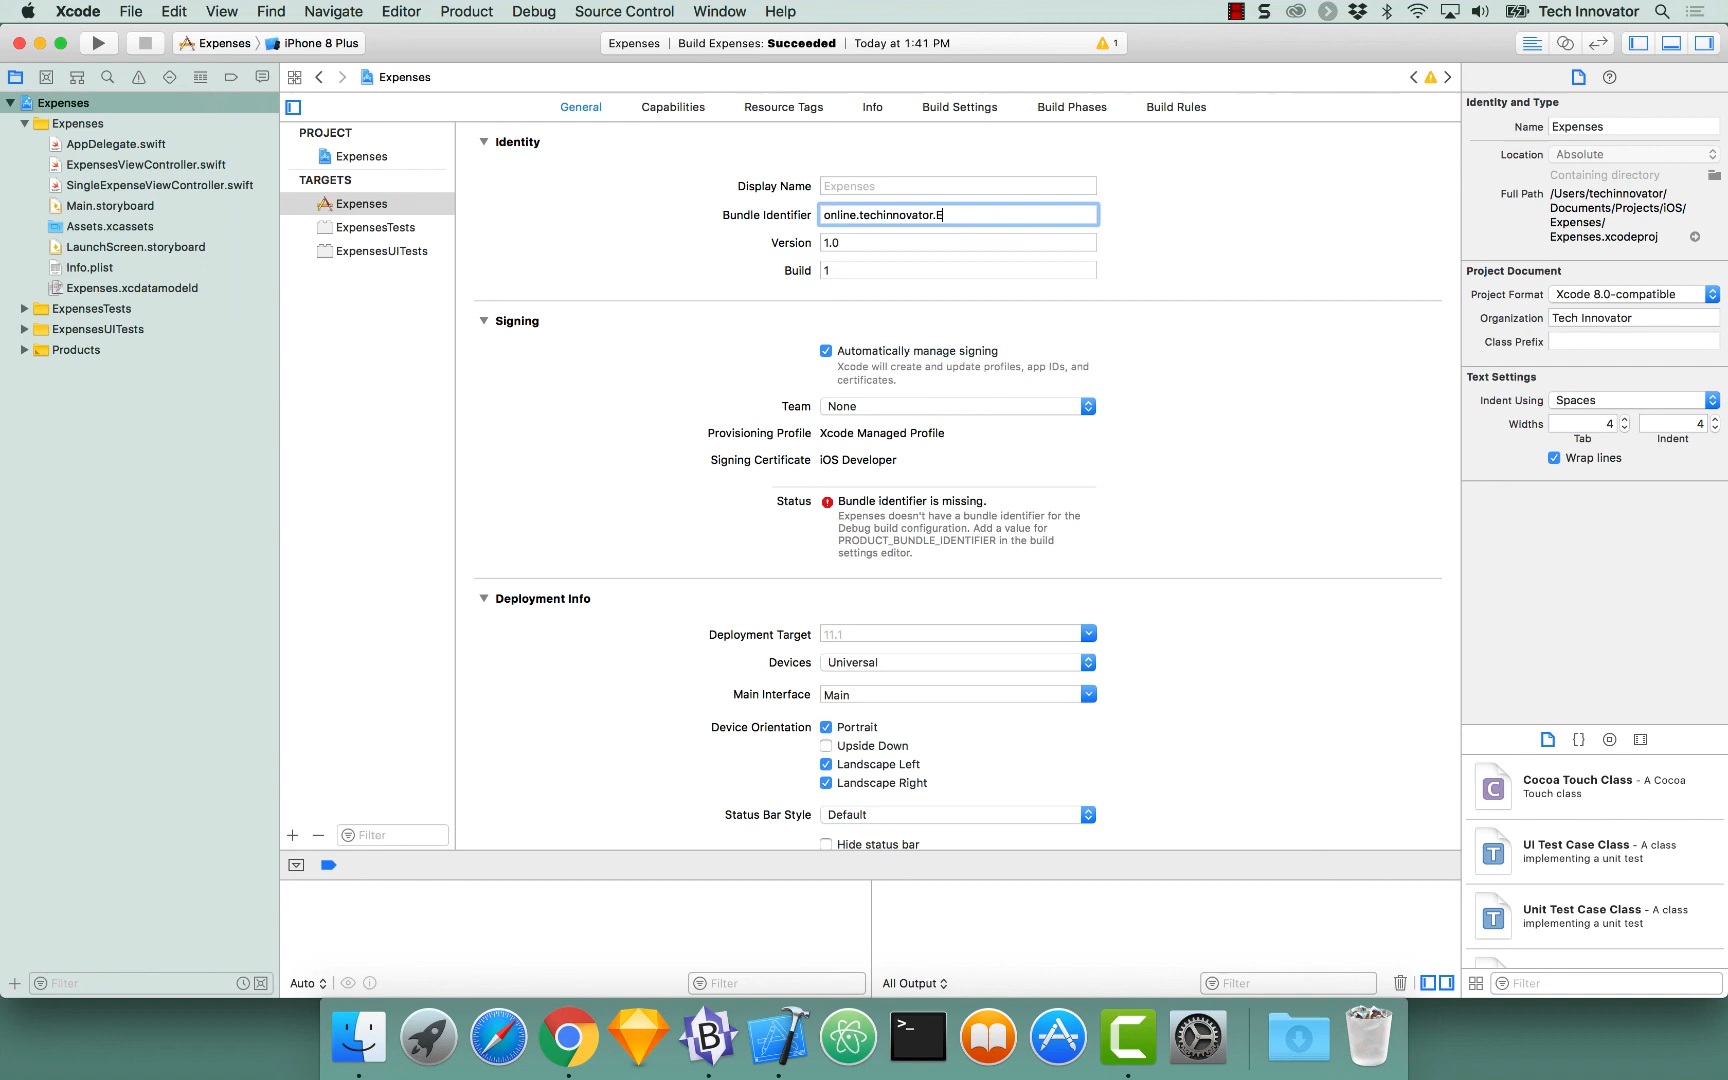 Xcode File Edit View Find Navigate Editor Product Debug Source Control Window Help Tech Innovator
Expenses iPhone 8 Plus Expenses Build Expenses: Succeeded Today at 1:41 PM 1
Expenses
General Capabilities Resource Tags Info Build Settings Build Phases Build Rules
Expenses
Expenses
AppDelegate.swift
ExpensesViewController.swift
SingleExpenseViewController.swift
Main.storyboard
Assets.xcassets
LaunchScreen.storyboard
Info.plist
Expenses.xcdatamodeld
ExpensesTests
ExpensesUITests
Products
Filter
PROJECT
Expenses
TARGETS
Expenses
ExpensesTests
ExpensesUITests
Filter
Identity
Display Name Expenses
Bundle Identifier online.techinnovator.E
Version 1.0
Build 1
Signing
Automatically manage signing
Xcode will create and update profiles, app IDs, and
certificates.
Team None
Provisioning Profile Xcode Managed Profile
Signing Certificate iOS Developer
Status Bundle identifier is missing.
Expenses doesn't have a bundle identifier for the
Debug build configuration. Add a value for
PRODUCT_BUNDLE_IDENTIFIER in the build
settings editor.
Deployment Info
Deployment Target 11.1
Devices Universal
Main Interface Main
Device Orientation Portrait
Upside Down
Landscape Left
Landscape Right
Status Bar Style Default
Hide status bar
Auto Filter All Output Filter
Identity and Type
Name Expenses
Location Absolute
Containing directory
Full Path /Users/techinnovator/
Documents/Projects/iOS/
Expenses/
Expenses.xcodeproj
Project Document
Project Format Xcode 8.0-compatible
Organization Tech Innovator
Class Prefix
Text Settings
Indent Using Spaces
Widths 4 4
Tab Indent
Wrap lines
{}
C Cocoa Touch Class - A Cocoa
Touch class
T UI Test Case Class - A class
implementing a unit test
T Unit Test Case Class - A class
implementing a unit test
Filter
B
>_
C